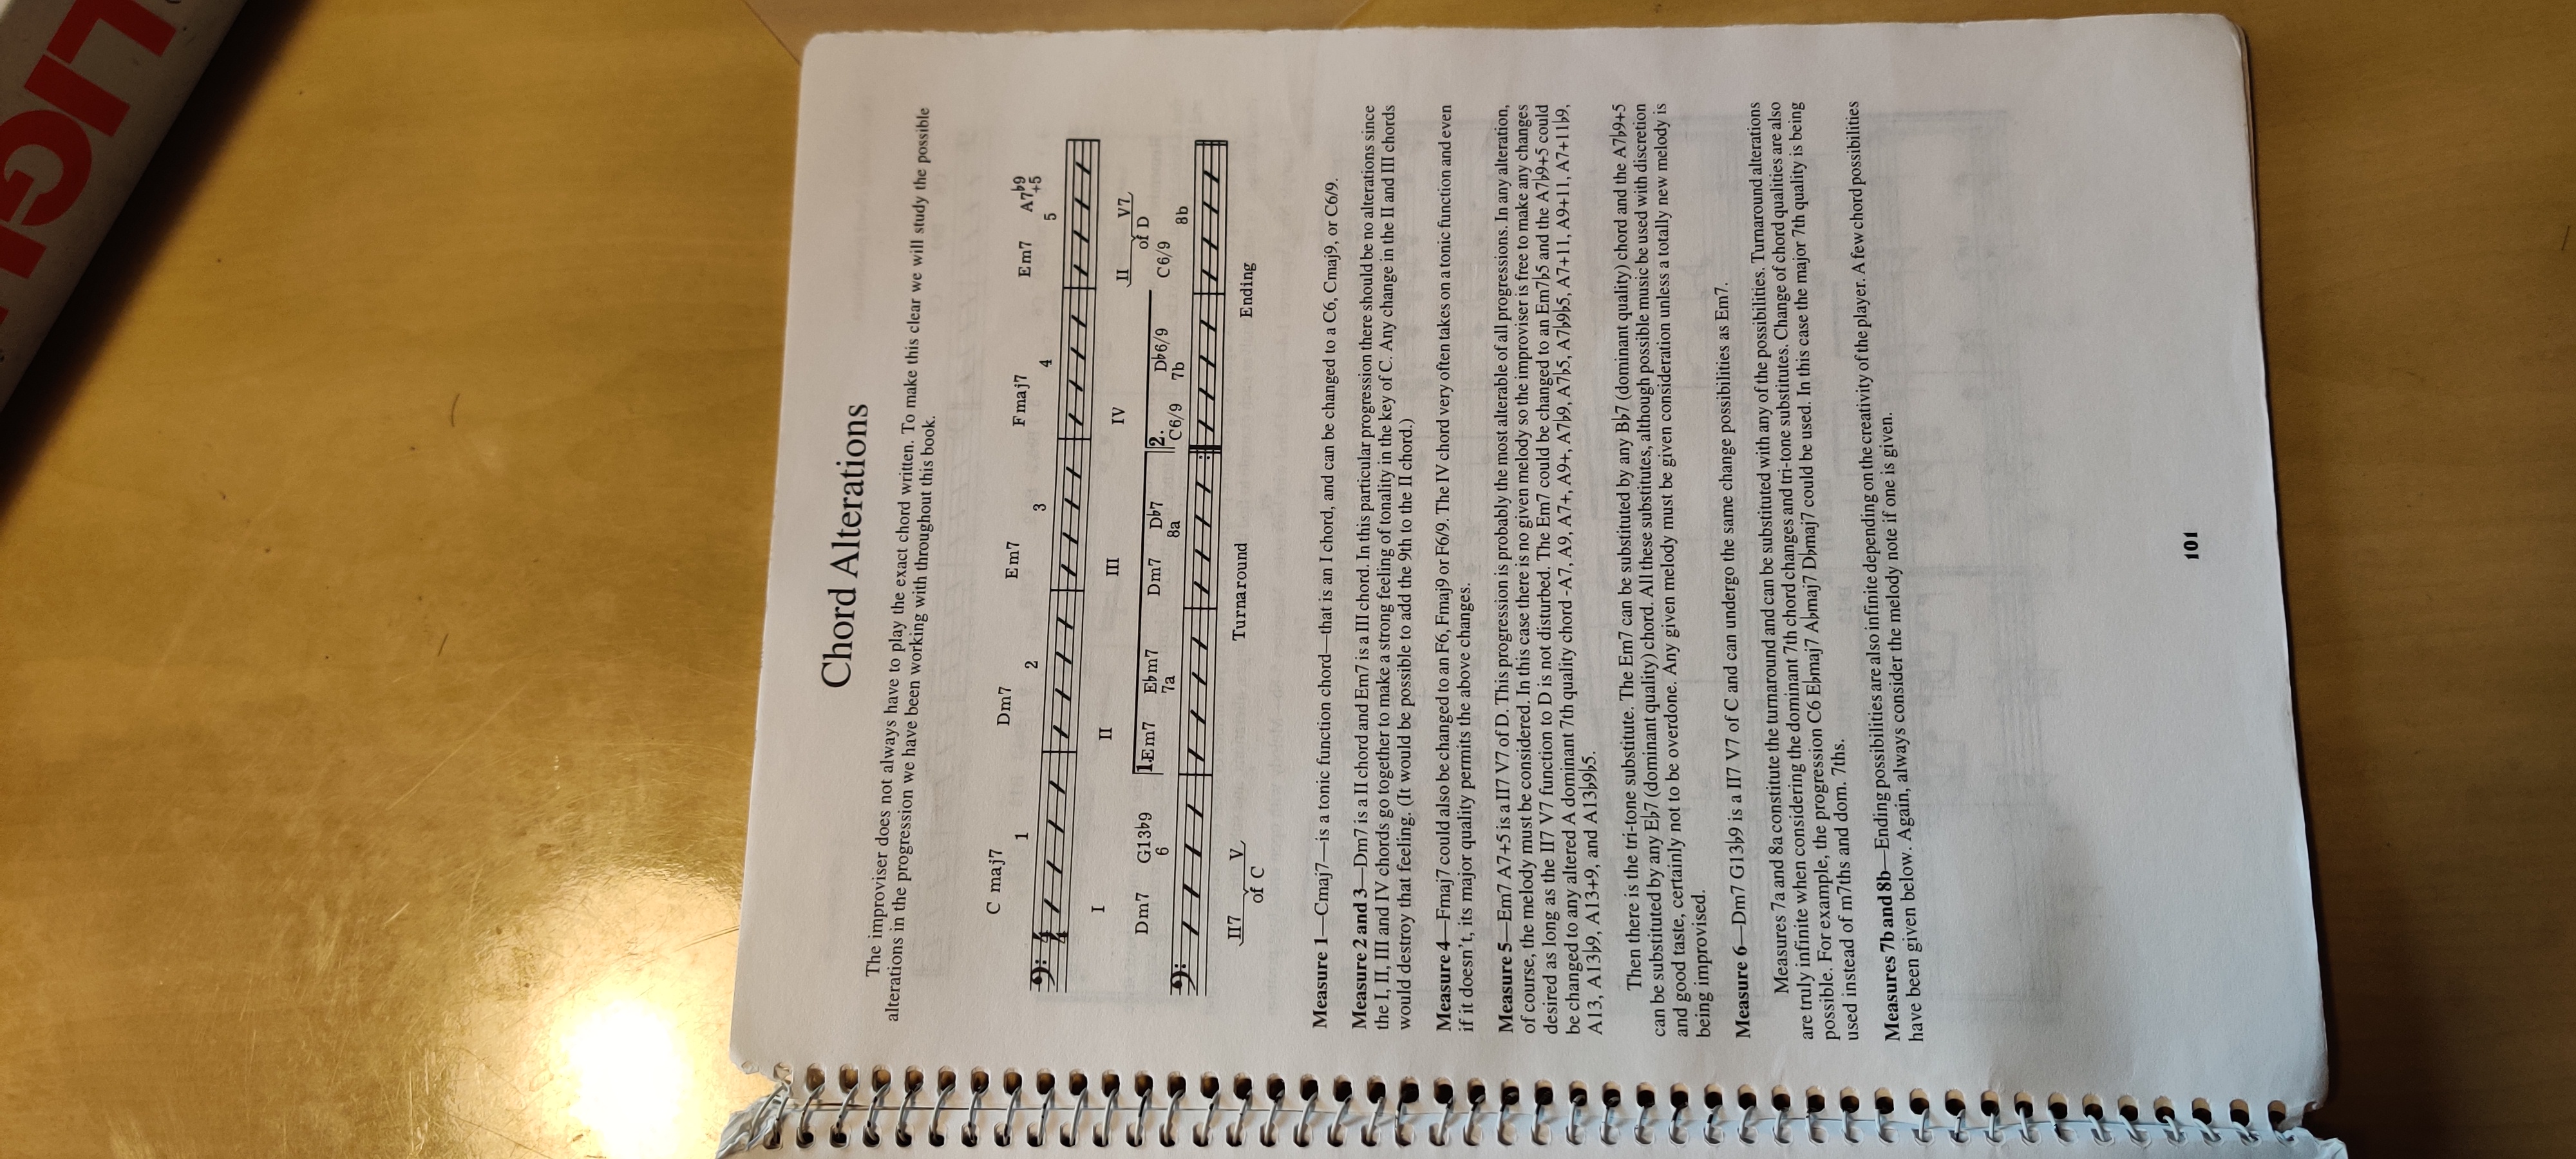 Chord Alterations
The improviser does not always have to play the exact chord written. To make this clear we will study the possible
alterations in the progression we have been working with throughout this book.
C maj7 Dm7 Em7 Fmaj7 Em7 A7♭9+5
1 2 3 4 5
4
I II III IV II V7
of D
Dm7 G13♭9 1. Em7 E♭m7 Dm7 D♭7 2. C6/9 D♭6/9 C6/9
6 7a 8a 7b 8b
II7 V Turnaround Ending
of C
Measure 1—Cmaj7—is a tonic function chord—that is an I chord, and can be changed to a C6, Cmaj9, or C6/9.
Measure 2 and 3—Dm7 is a II chord and Em7 is a III chord. In this particular progression there should be no alterations since
the I, II, III and IV chords go together to make a strong feeling of tonality in the key of C. Any change in the II and III chords
would destroy that feeling. (It would be possible to add the 9th to the II chord.)
Measure 4—Fmaj7 could also be changed to an F6, Fmaj9 or F6/9. The IV chord very often takes on a tonic function and even
if it doesn't, its major quality permits the above changes.
Measure 5—Em7 A7+5 is a II7 V7 of D. This progression is probably the most alterable of all progressions. In any alteration,
of course, the melody must be considered. In this case there is no given melody so the improviser is free to make any changes
desired as long as the II7 V7 function to D is not disturbed. The Em7 could be changed to an Em7♭5 and the A7♭9+5 could
be changed to any altered A dominant 7th quality chord -A7, A9, A7+, A9+, A7♭9, A7♭5, A7♭9♭5, A7+11, A9+11, A7+11♭9,
A13, A13♭9, A13+9, and A13♭9♭5.
Then there is the tri-tone substitute. The Em7 can be substituted by any B♭7 (dominant quality) chord and the A7♭9+5
can be substituted by any E♭7 (dominant quality) chord. All these substitutes, although possible music be used with discretion
and good taste, certainly not to be overdone. Any given melody must be given consideration unless a totally new melody is
being improvised.
Measure 6—Dm7 G13♭9 is a II7 V7 of C and can undergo the same change possibilities as Em7.
Measures 7a and 8a constitute the turnaround and can be substituted with any of the possibilities. Turnaround alterations
are truly infinite when considering the dominant 7th chord changes and tri-tone substitutes. Change of chord qualities are also
possible. For example, the progression C6 E♭maj7 A♭maj7 D♭maj7 could be used. In this case the major 7th quality is being
used instead of m7ths and dom. 7ths.
Measures 7b and 8b—Ending possibilities are also infinite depending on the creativity of the player. A few chord possibilities
have been given below. Again, always consider the melody note if one is given.
101
LIGH